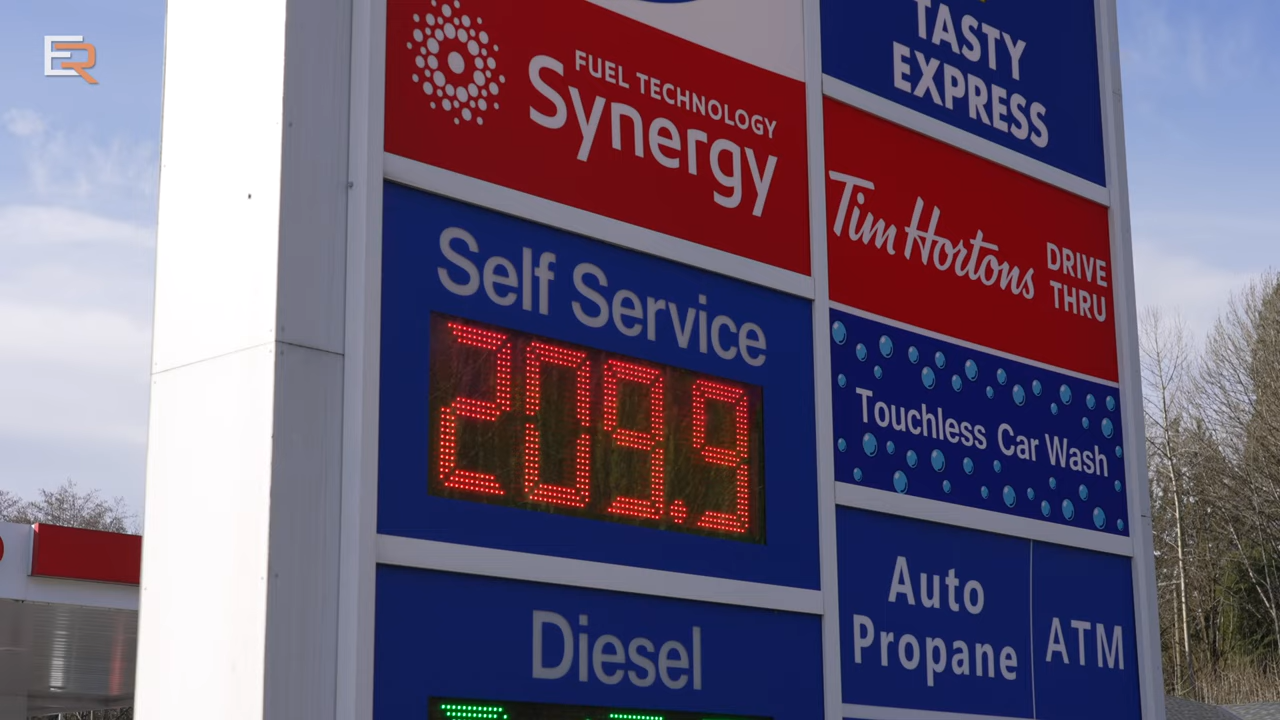 ER
FUEL TECHNOLOGY
Synergy
Self Service
209.9
Diesel
TASTY
EXPRESS
Tim Hortons
DRIVE
THRU
Touchless Car Wash
Auto
Propane
ATM